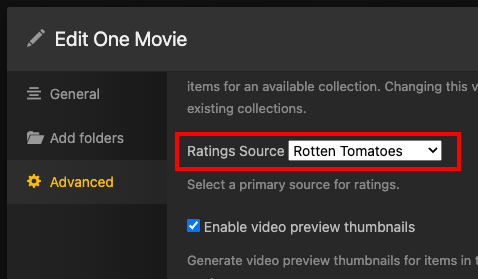 Edit One Movie
General
Add folders
Advanced
items for an available collection. Changing this
existing collections.
Ratings Source Rotten Tomatoes
Select a primary source for ratings.
Enable video preview thumbnails
Generate video preview thumbnails for items in